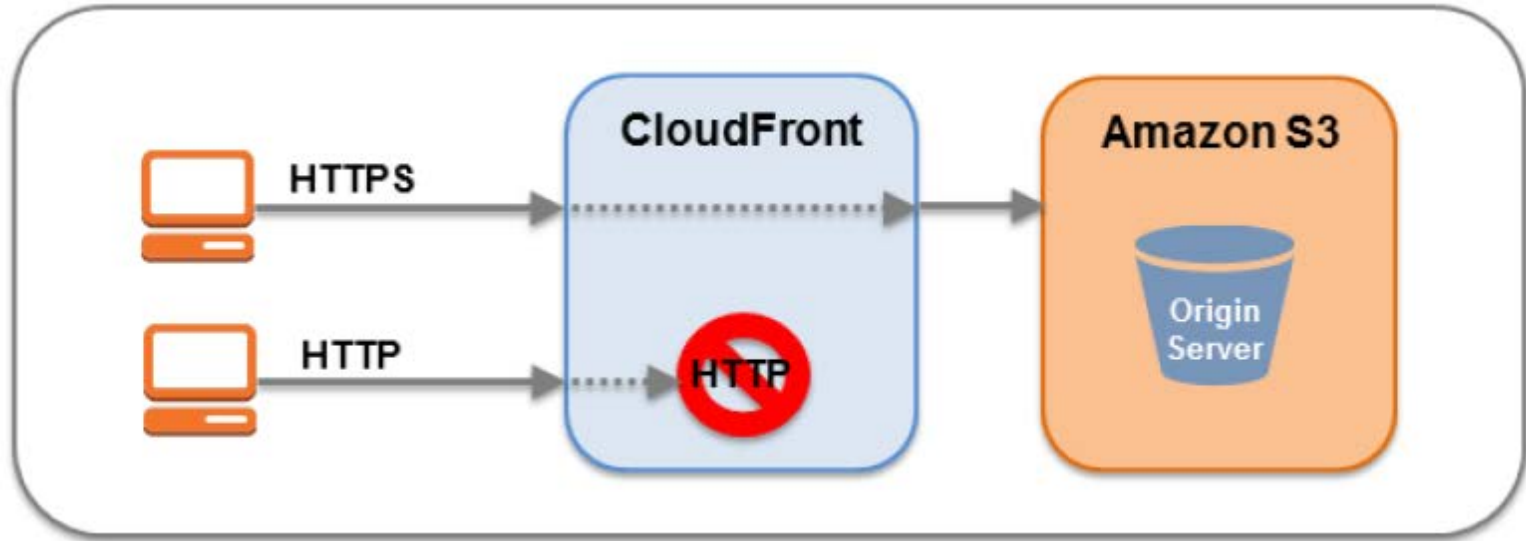 CloudFront
Amazon S3
HTTPS
HTTP
HTTP
Origin
Server